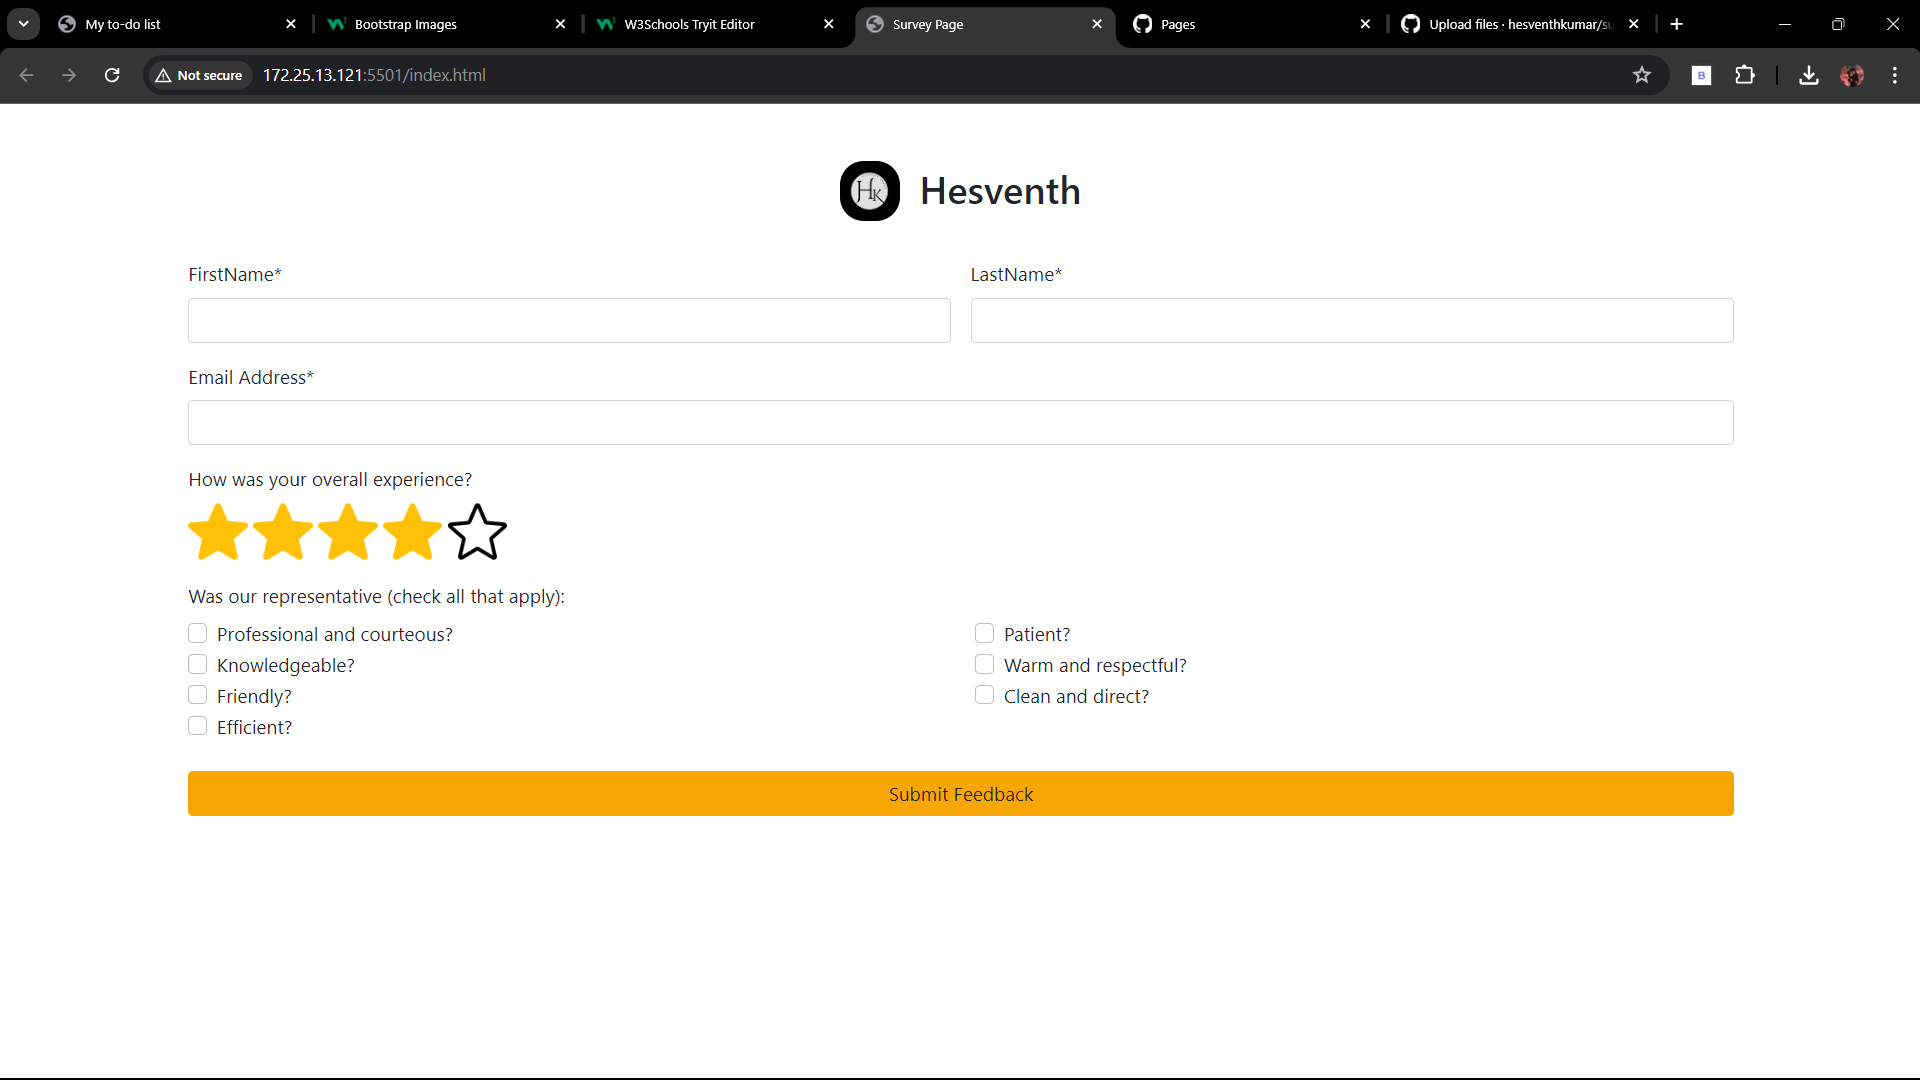 My to-do list
Bootstrap Images
W3Schools Tryit Editor
Survey Page
Pages
Upload files · hesventhkumar/su
Not secure
172.25.13.121:5501/index.html
B
HK
Hesventh
FirstName*
LastName*
Email Address*
How was your overall experience?
Was our representative (check all that apply):
Professional and courteous?
Patient?
Knowledgeable?
Warm and respectful?
Friendly?
Clean and direct?
Efficient?
Submit Feedback